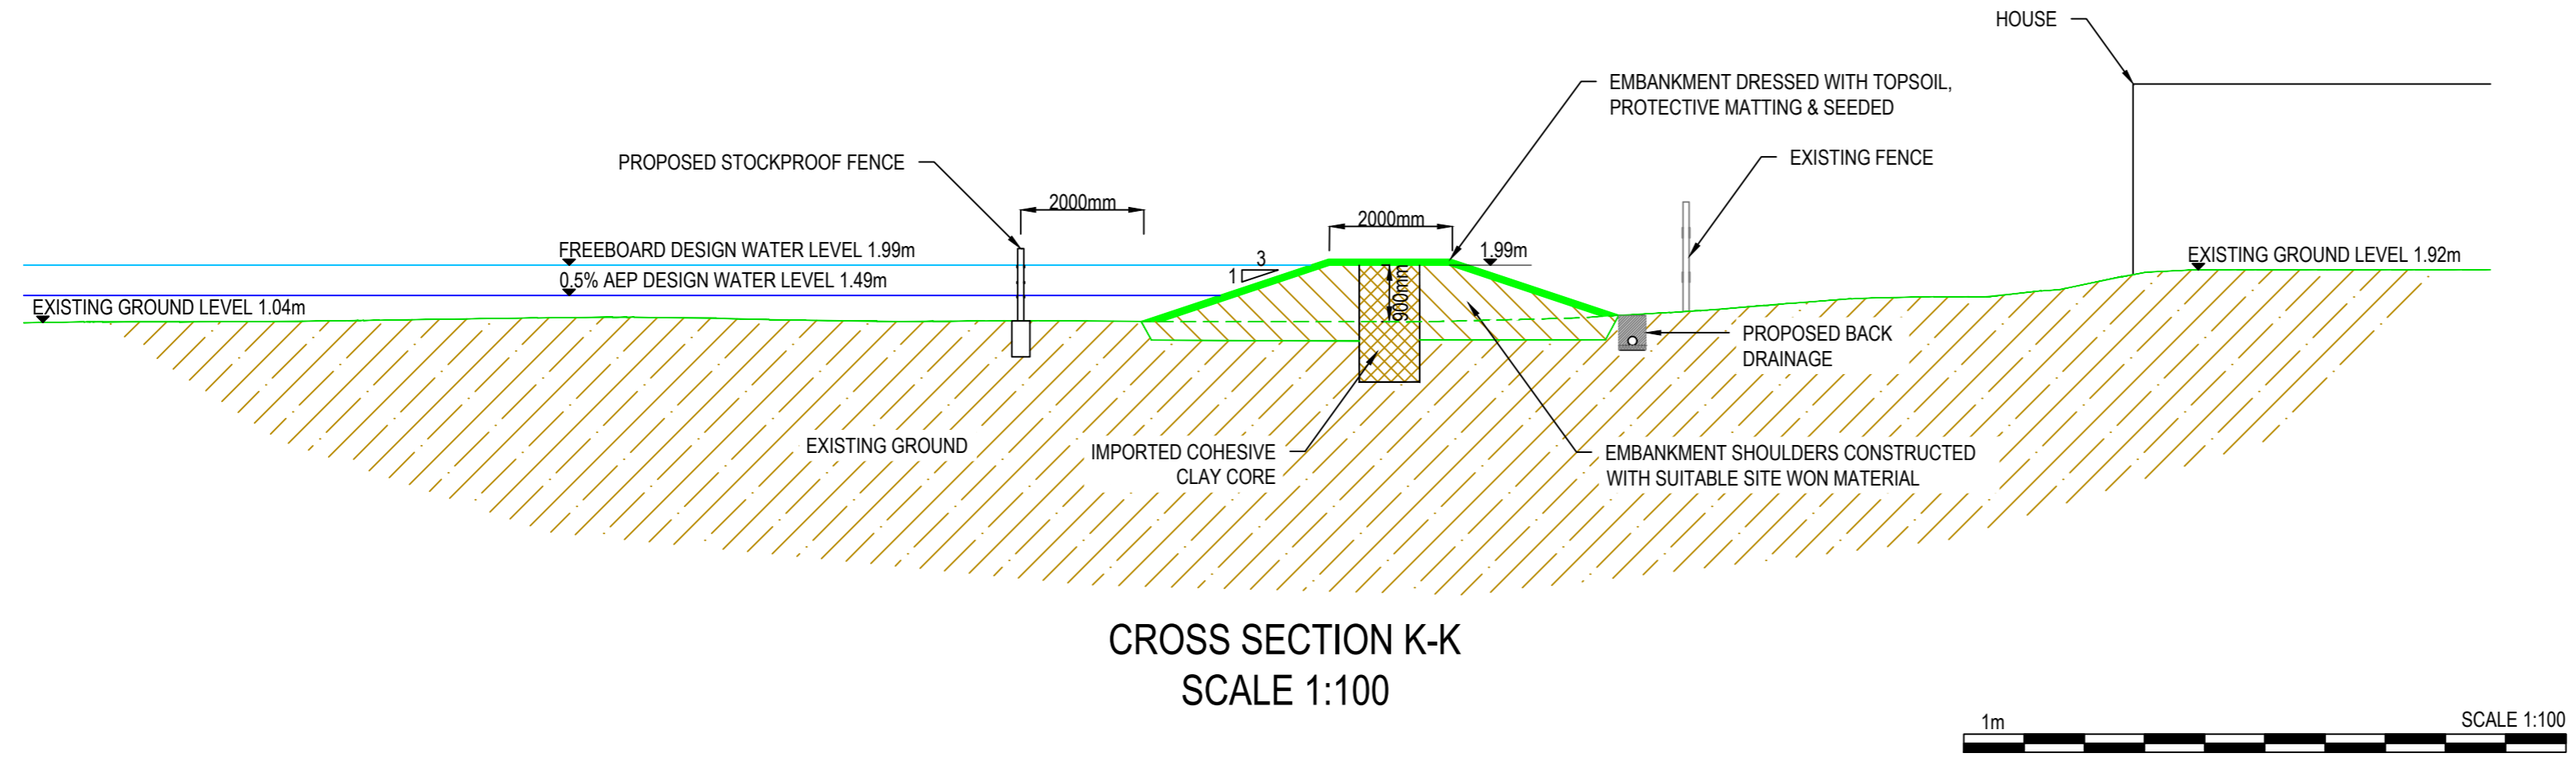 HOUSE
EMBANKMENT DRESSED WITH TOPSOIL,
PROTECTIVE MATTING & SEEDED
PROPOSED STOCKPROOF FENCE
EXISTING FENCE
2000mm
2000mm
FREEBOARD DESIGN WATER LEVEL 1.99m
3
1
1.99m
EXISTING GROUND LEVEL 1.92m
0.5% AEP DESIGN WATER LEVEL 1.49m
900mm
EXISTING GROUND LEVEL 1.04m
PROPOSED BACK
DRAINAGE
EXISTING GROUND
IMPORTED COHESIVE
CLAY CORE
EMBANKMENT SHOULDERS CONSTRUCTED
WITH SUITABLE SITE WON MATERIAL
CROSS SECTION K-K
SCALE 1:100
1m
SCALE 1:100